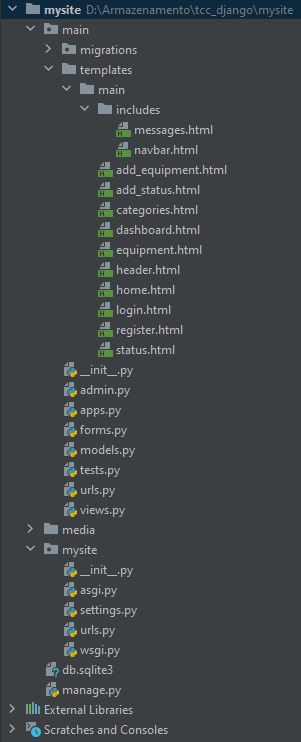 mysite D:\Armazenamento\tcc_django\mysite
main
migrations
templates
main
includes
messages.html
navbar.html
add_equipment.html
add_status.html
categories.html
dashboard.html
equipment.html
header.html
home.html
login.html
register.html
status.html
__init__.py
admin.py
apps.py
forms.py
models.py
tests.py
urls.py
views.py
media
mysite
__init__.py
asgi.py
settings.py
urls.py
wsgi.py
db.sqlite3
manage.py
External Libraries
Scratches and Consoles